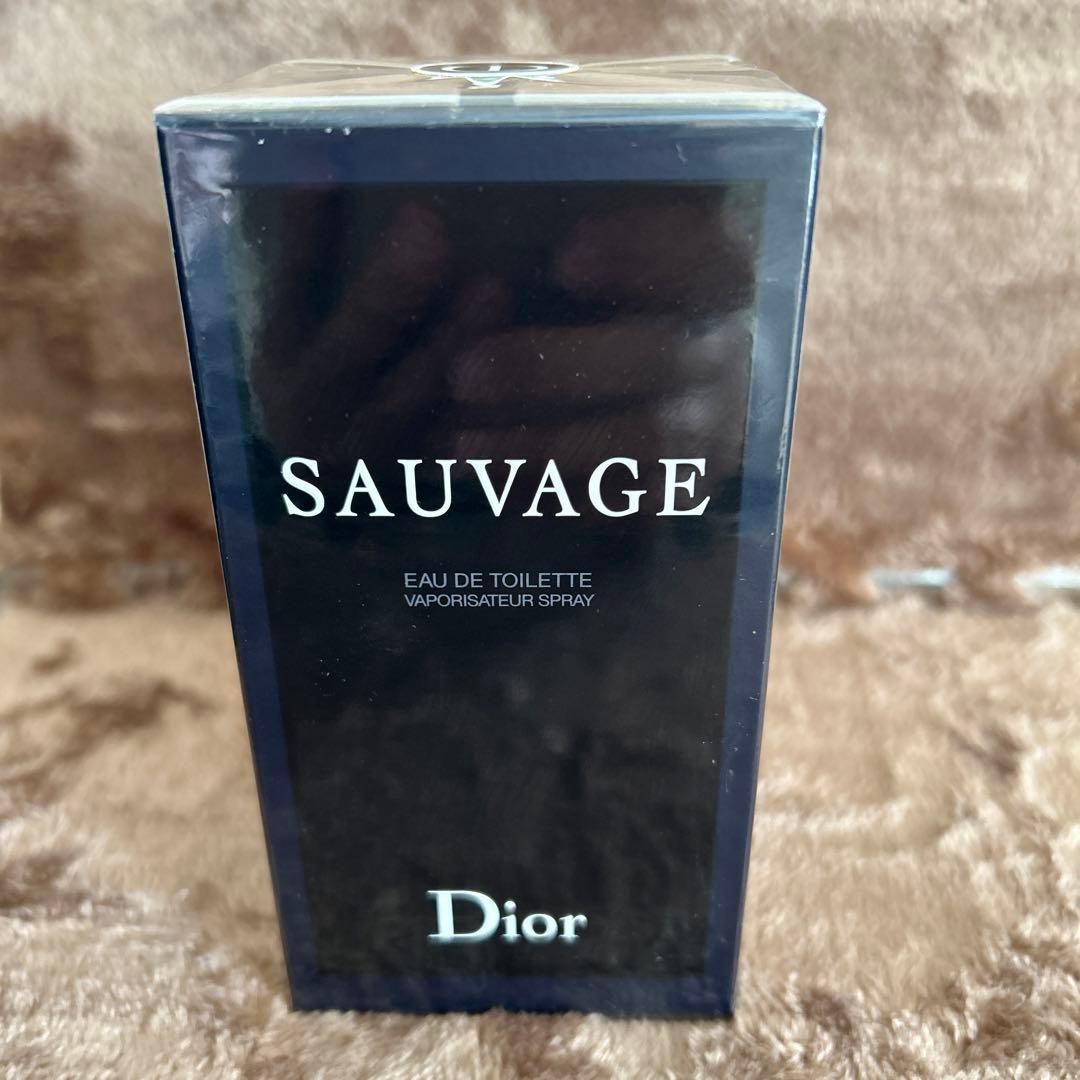 SAUVAGE
EAU DE TOILETTE
VAPORISATEUR SPRAY
Dior